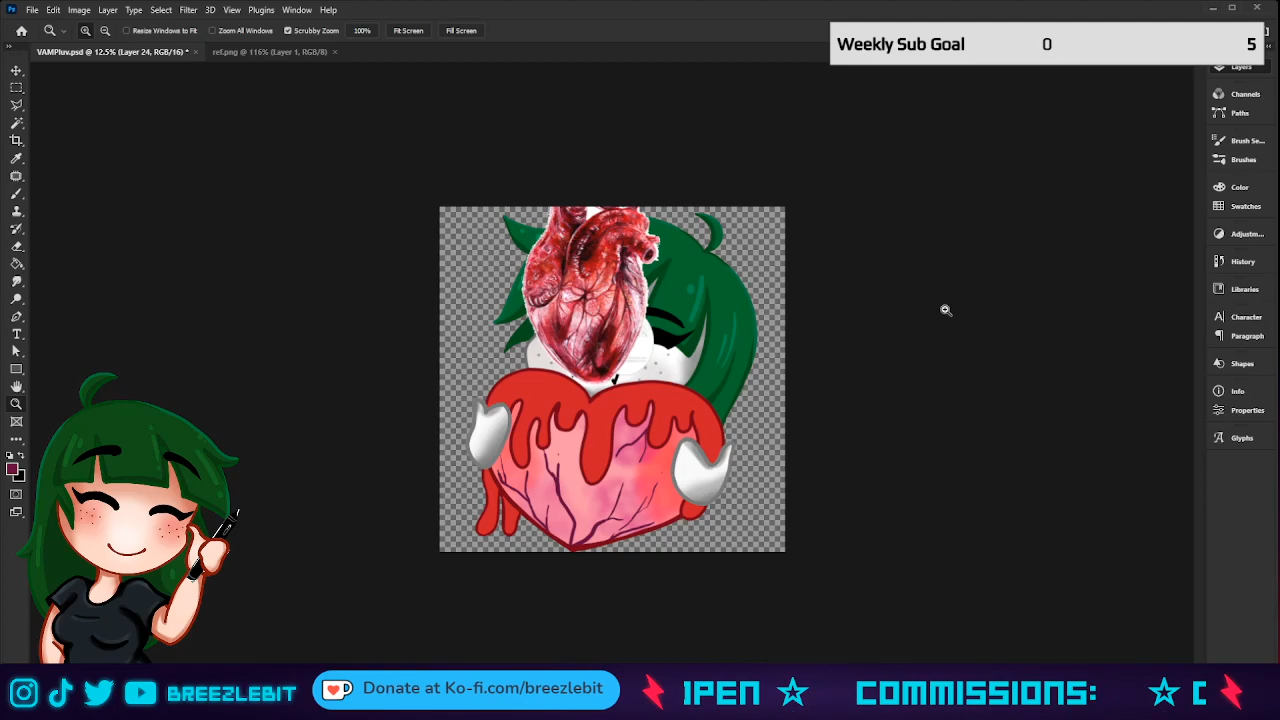 File Edit Image Layer Type Select Filter 3D View Plugins Window Help
Resize Windows to Fit Zoom All Windows Scrubby Zoom 100% Fit Screen Fill Screen
VAMPluv.psd @ 12.5% (Layer 24, RGB/16) * × ref.png @ 116% (Layer 1, RGB/8) ×
Weekly Sub Goal 0 5
Layers
Channels
Paths
Brush Se...
Brushes
Color
Swatches
Adjustm...
History
Libraries
Character
Paragraph
Shapes
Info
Properties
Glyphs
BREEZLEBIT Donate at Ko-fi.com/breezlebit IPEN COMMISSIONS: